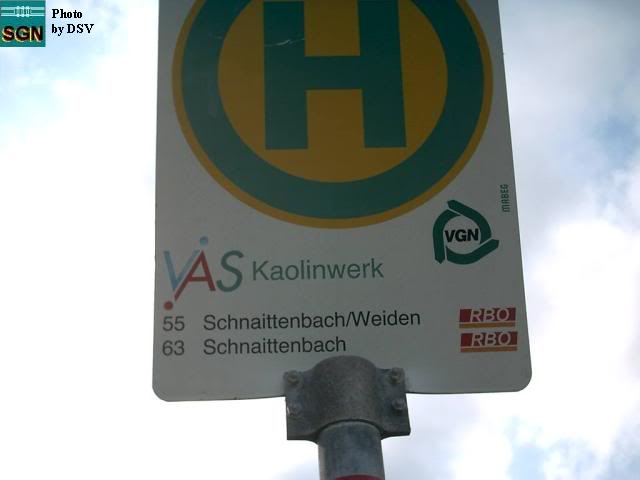 SGN
Photo
by DSV
H
MABEG
VGN
VAS Kaolinwerk
55 Schnaittenbach/Weiden RBO
63 Schnaittenbach RBO